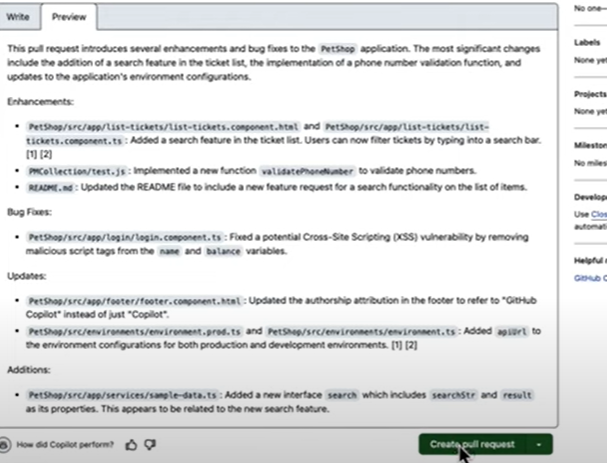 Write Preview
This pull request introduces several enhancements and bug fixes to the PetShop application. The most significant changes
include the addition of a search feature in the ticket list, the implementation of a phone number validation function, and
updates to the application's environment configurations.
Enhancements:
• PetShop/src/app/list-tickets/list-tickets.component.html and PetShop/src/app/list-tickets/list-
tickets.component.ts : Added a search feature in the ticket list. Users can now filter tickets by typing into a search bar.
[1] [2]
• PMCollection/test.js : Implemented a new function validatePhoneNumber to validate phone numbers.
• README.md : Updated the README file to include a new feature request for a search functionality on the list of items.
Bug Fixes:
• PetShop/src/app/login/login.component.ts : Fixed a potential Cross-Site Scripting (XSS) vulnerability by removing
malicious script tags from the name and balance variables.
Updates:
• PetShop/src/app/footer/footer.component.html : Updated the authorship attribution in the footer to refer to "GitHub
Copilot" instead of just "Copilot".
• PetShop/src/environments/environment.prod.ts and PetShop/src/environments/environment.ts : Added apiUrl to
the environment configurations for both production and development environments. [1] [2]
Additions:
• PetShop/src/app/services/sample-data.ts : Added a new interface search which includes searchStr and result
as its properties. This appears to be related to the new search feature.
How did Copilot perform?
Create pull request
No one—
Labels
None yet
Projects
None yet
Mileston
No miles
Develop
Use Clos
automati
Helpful r
GitHub C